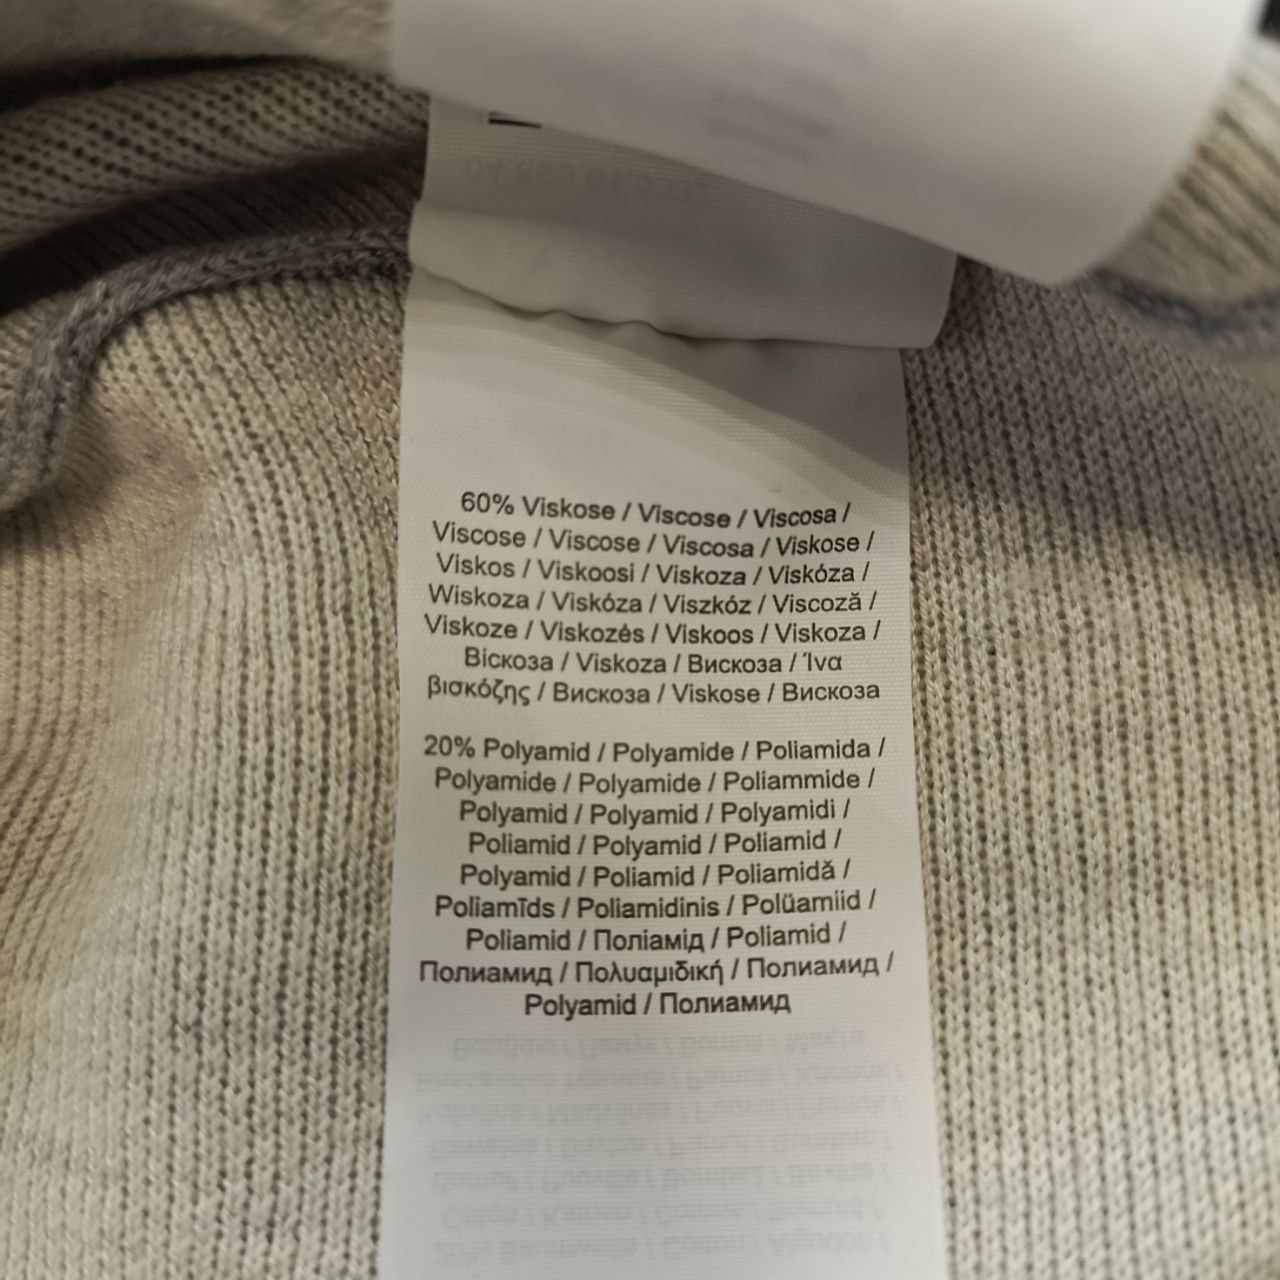 60% Viskose / Viscose / Viscosa /
Viscose / Viscose / Viscosa / Viskose /
Viskos / Viskoosi / Viskoza / Viskóza /
Wiskoza / Viskóza / Viszkóz / Viscoză /
Viskoze / Viskozės / Viskoos / Viskoza /
Віскоза / Viskoza / Вискоза / Ίνα
βισκόζης / Вискоза / Viskose / Вискоза
20% Polyamid / Polyamide / Poliamida /
Polyamide / Polyamide / Poliammide /
Polyamid / Polyamid / Polyamidi /
Poliamid / Polyamid / Poliamid /
Polyamid / Poliamid / Poliamidă /
Poliamīds / Poliamidinis / Polüamiid /
Poliamid / Поліамід / Poliamid /
Полиамид / Πολυαμιδική / Полиамид /
Polyamid / Полиамид